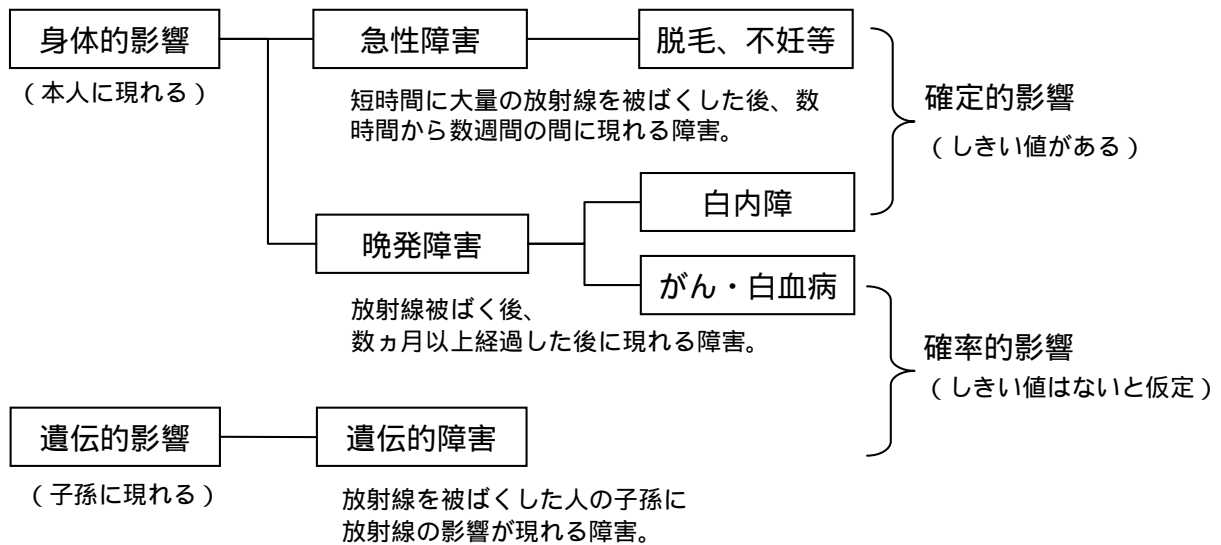 身体的影響
(本人に現れる)
急性障害
脱毛、不妊等
短時間に大量の放射線を被ばくした後、数
時間から数週間の間に現れる障害。
確定的影響
(しきい値がある)
晩発障害
白内障
がん・白血病
放射線被ばく後、
数ヵ月以上経過した後に現れる障害。
確率的影響
(しきい値はないと仮定)
遺伝的影響
(子孫に現れる)
遺伝的障害
放射線を被ばくした人の子孫に
放射線の影響が現れる障害。